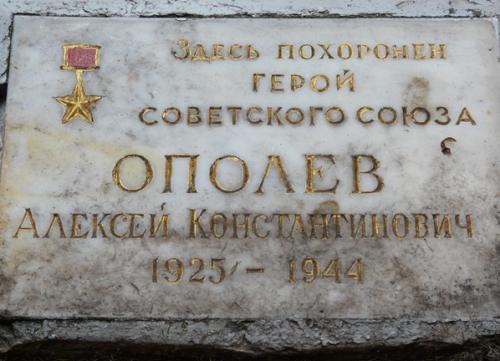 Здесь похоронен
Герой
Советского Союза
ОПОЛЕВ
Алексей Константинович
1925 – 1944